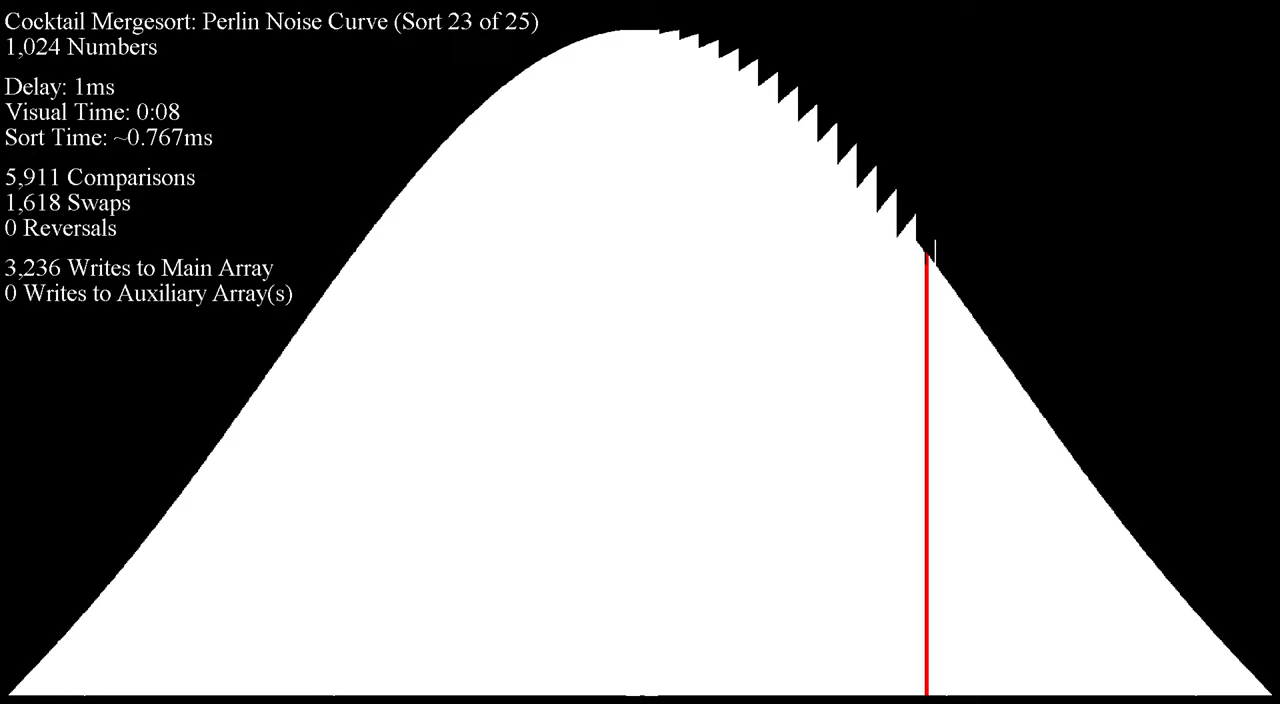 Cocktail Mergesort: Perlin Noise Curve (Sort 23 of 25)
1,024 Numbers
Delay: 1ms
Visual Time: 0:08
Sort Time: ~0.767ms
5,911 Comparisons
1,618 Swaps
0 Reversals
3,236 Writes to Main Array
0 Writes to Auxiliary Array(s)